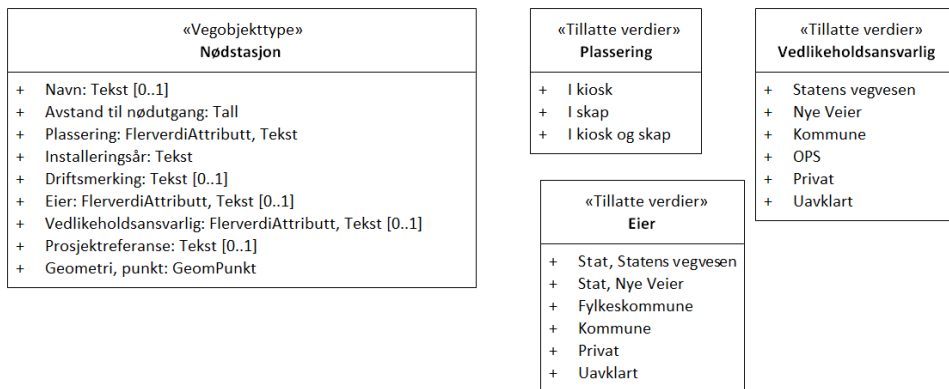 «Vegobjekttype»
Nødstasjon
+ Navn: Tekst [0..1]
+ Avstand til nødutgang: Tall
+ Plassering: FlerverdiAttributt, Tekst
+ Installeringsår: Tekst
+ Driftsmerking: Tekst [0..1]
+ Eier: FlerverdiAttributt, Tekst [0..1]
+ Vedlikeholdsansvarlig: FlerverdiAttributt, Tekst [0..1]
+ Prosjektreferanse: Tekst [0..1]
+ Geometri, punkt: GeomPunkt
«Tillatte verdier»
Plassering
+ I kiosk
+ I skap
+ I kiosk og skap
«Tillatte verdier»
Vedlikeholdsansvarlig
+ Statens vegvesen
+ Nye Veier
+ Kommune
+ OPS
+ Privat
+ Uavklart
«Tillatte verdier»
Eier
+ Stat, Statens vegvesen
+ Stat, Nye Veier
+ Fylkeskommune
+ Kommune
+ Privat
+ Uavklart